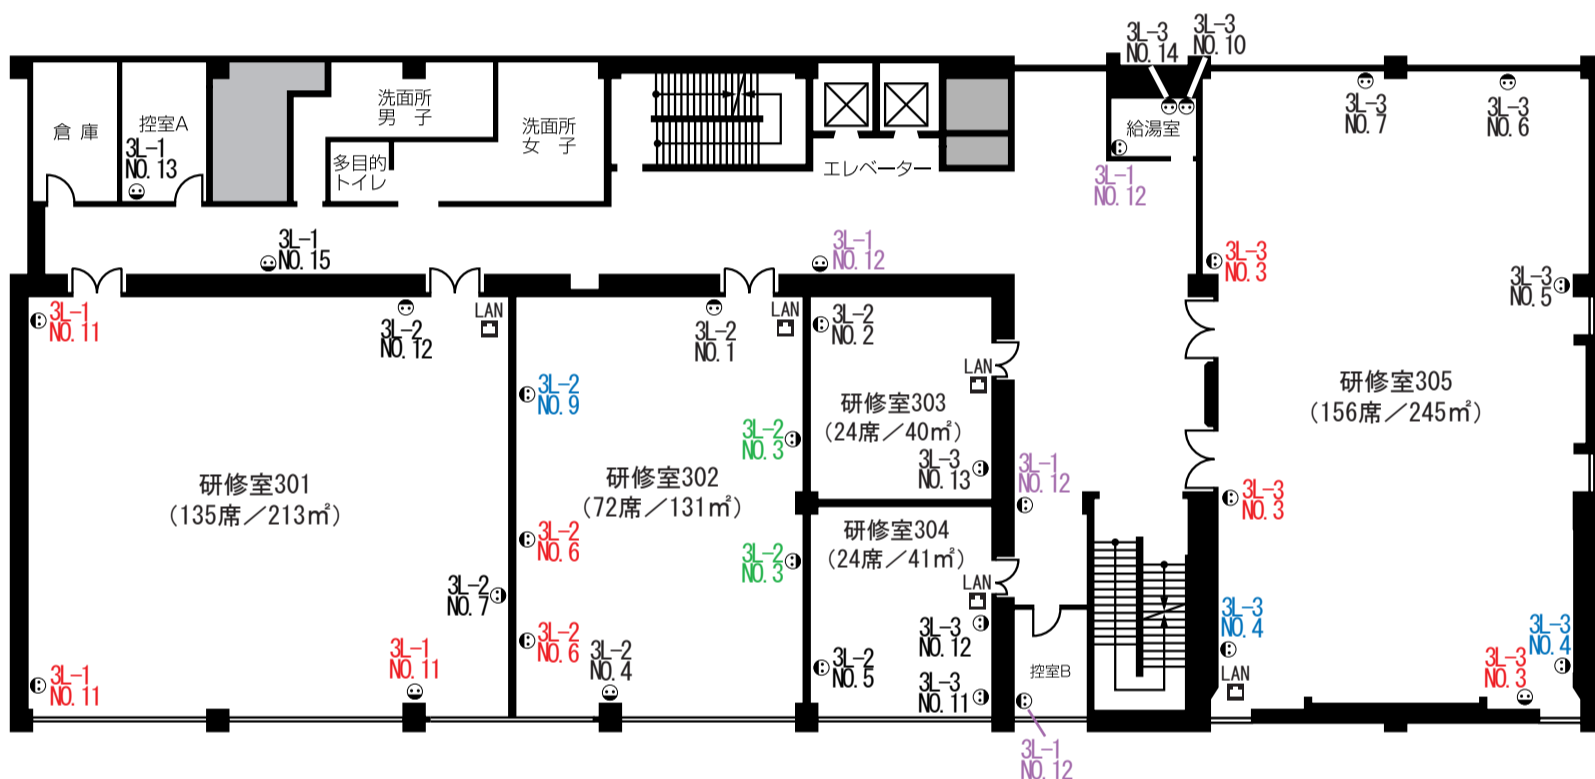 3L-3
NO. 14
3L-3
NO. 10
倉 庫
控室A
3L-1
NO. 13
洗面所
男 子
多目的
トイレ
洗面所
女 子
エレベーター
給湯室
3L-1
NO. 12
3L-3
NO. 7
3L-3
NO. 6
3L-1
NO. 15
3L-1
NO. 12
3L-3
NO. 3
3L-3
NO. 5
3L-1
NO. 11
3L-2
NO. 12
LAN
3L-2
NO. 1
LAN
3L-2
NO. 2
LAN
3L-2
NO. 9
研修室303
(24席／40㎡)
研修室305
(156席／245㎡)
3L-2
NO. 3
3L-3
NO. 13
3L-1
NO. 12
研修室301
(135席／213㎡)
研修室302
(72席／131㎡)
3L-3
NO. 3
研修室304
(24席／41㎡)
3L-2
NO. 6
3L-2
NO. 3
LAN
3L-2
NO. 7
3L-2
NO. 6
3L-2
NO. 4
3L-3
NO. 12
3L-2
NO. 5
3L-3
NO. 11
3L-1
NO. 11
3L-1
NO. 11
控室B
3L-1
NO. 12
3L-3
NO. 4
LAN
3L-3
NO. 4
3L-3
NO. 3